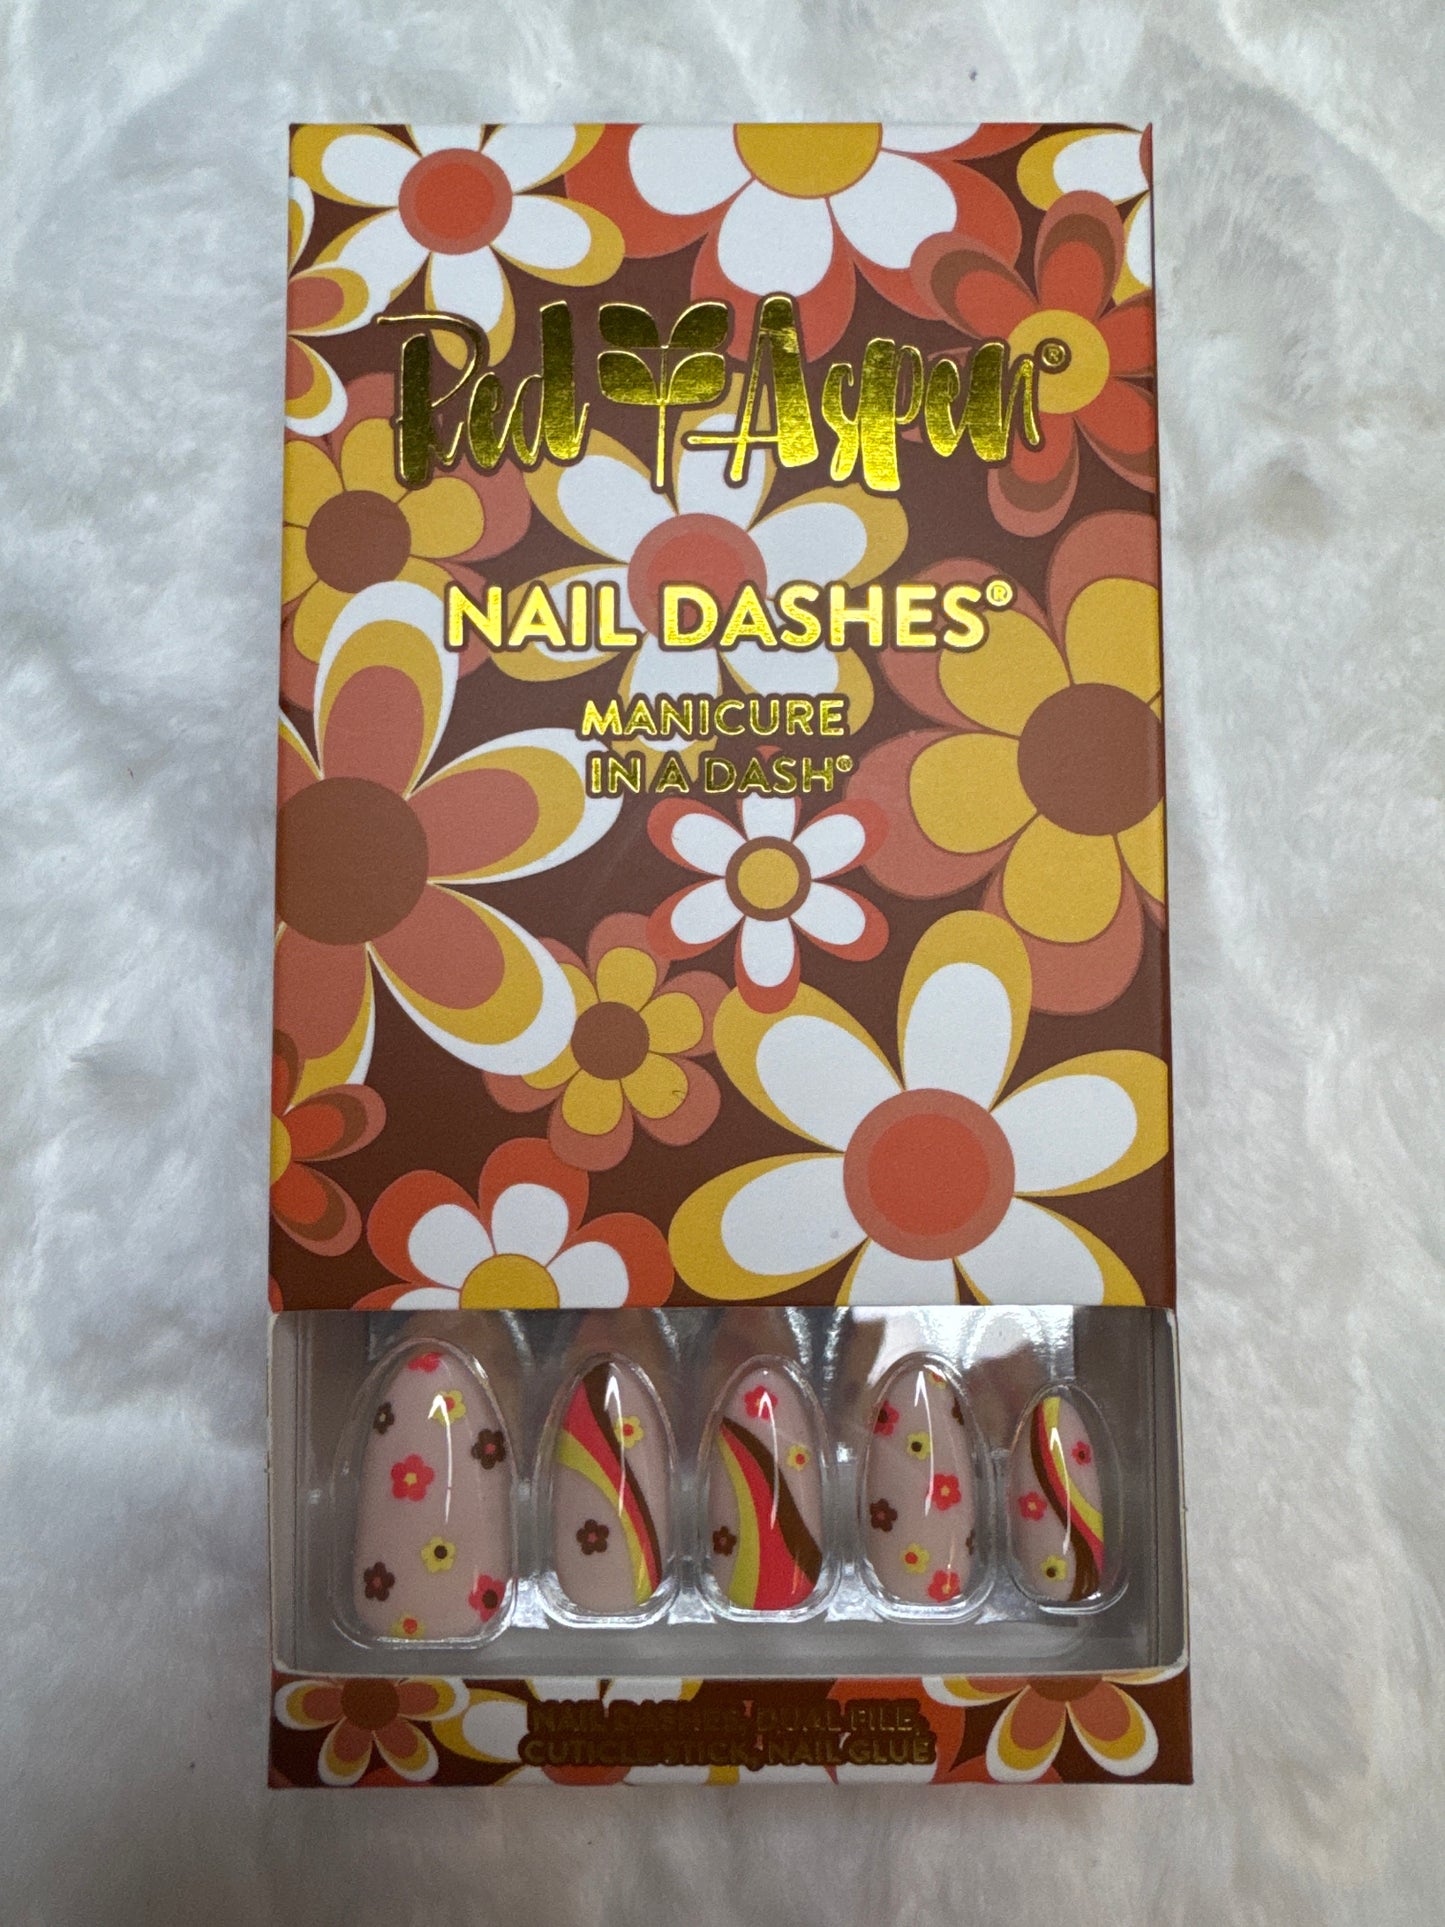 Red Aspen®
NAIL DASHES®
MANICURE
IN A DASH®
NAIL DASHES, DUAL FILE,
CUTICLE STICK, NAIL GLUE